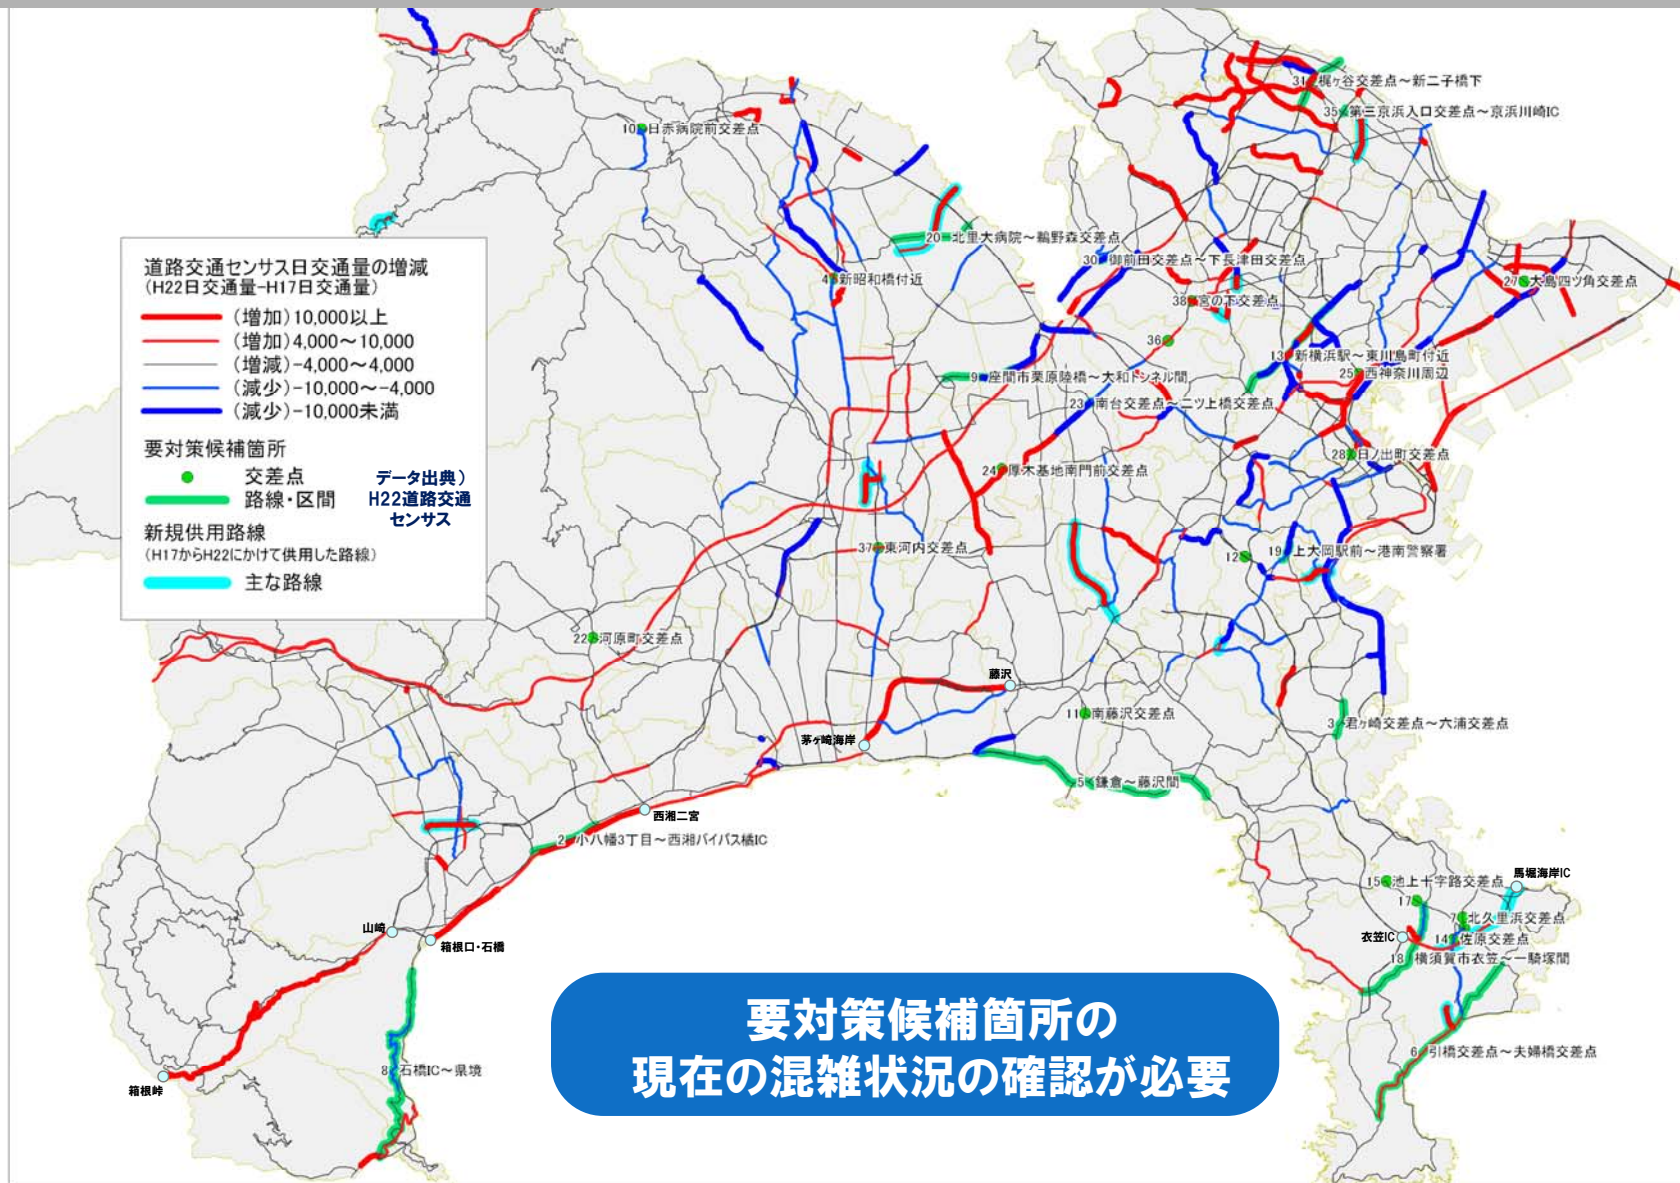 道路交通センサス日交通量の増減
(H22日交通量-H17日交通量)
(増加)10,000以上
(増加)4,000～10,000
(増減)-4,000～4,000
(減少)-10,000～-4,000
(減少)-10,000未満
要対策候補箇所
交差点
路線・区間
データ出典)
H22道路交通
センサス
新規供用路線
(H17からH22にかけて供用した路線)
主な路線
31 梶ヶ谷交差点～新二子橋下
35 第三京浜入口交差点～京浜川崎IC
10 日赤病院前交差点
20 北里大病院～鵜野森交差点
30 御前田交差点～下長津田交差点
4 新昭和橋付近
27 大島四ツ角交差点
38 宮の下交差点
36
13 新横浜駅～東川島町付近
25 西神奈川周辺
9 座間市栗原陸橋～大和トンネル間
23 南台交差点～二ツ上橋交差点
28 日ノ出町交差点
24 厚木基地南門前交差点
37 東河内交差点
12
19 上大岡駅前～港南警察署
22 河原町交差点
藤沢
11 南藤沢交差点
3 君ヶ崎交差点～六浦交差点
茅ヶ崎海岸
5 鎌倉～藤沢間
西湘二宮
2 小八幡3丁目～西湘バイパス橘IC
馬堀海岸IC
15 池上十字路交差点
17
7 北久里浜交差点
山崎
箱根口・石橋
衣笠IC
14 佐原交差点
18 横須賀市衣笠～一騎塚間
6 引橋交差点～夫婦橋交差点
8 石橋IC～県境
箱根峠
要対策候補箇所の
現在の混雑状況の確認が必要